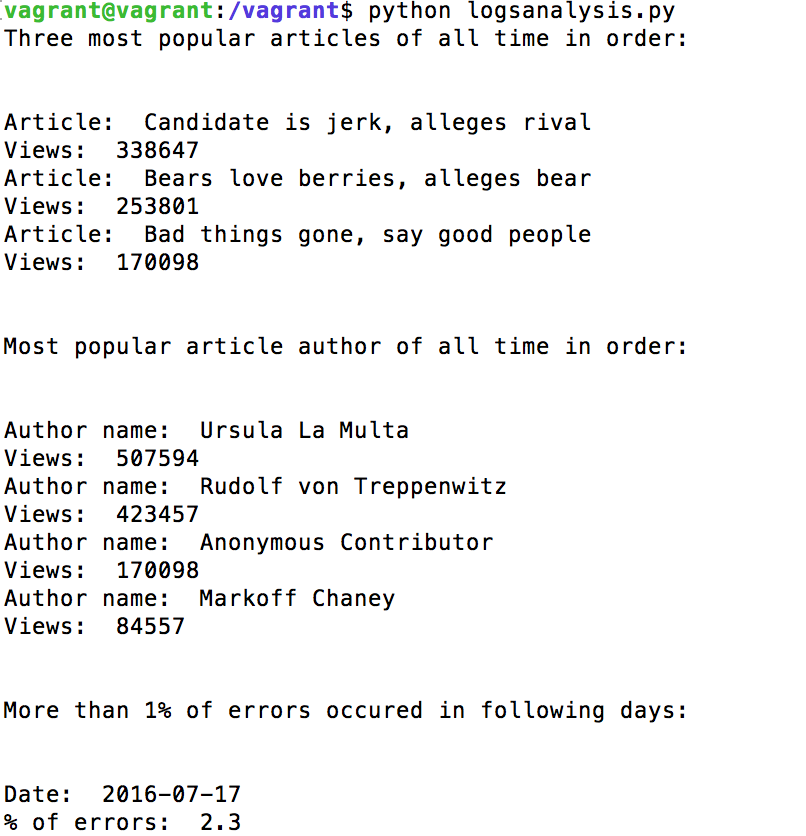 vagrant@vagrant:/vagrant$ python logsanalysis.py
Three most popular articles of all time in order:
Article:  Candidate is jerk, alleges rival
Views:  338647
Article:  Bears love berries, alleges bear
Views:  253801
Article:  Bad things gone, say good people
Views:  170098
Most popular article author of all time in order:
Author name:  Ursula La Multa
Views:  507594
Author name:  Rudolf von Treppenwitz
Views:  423457
Author name:  Anonymous Contributor
Views:  170098
Author name:  Markoff Chaney
Views:  84557
More than 1% of errors occured in following days:
Date:  2016-07-17
% of errors:  2.3